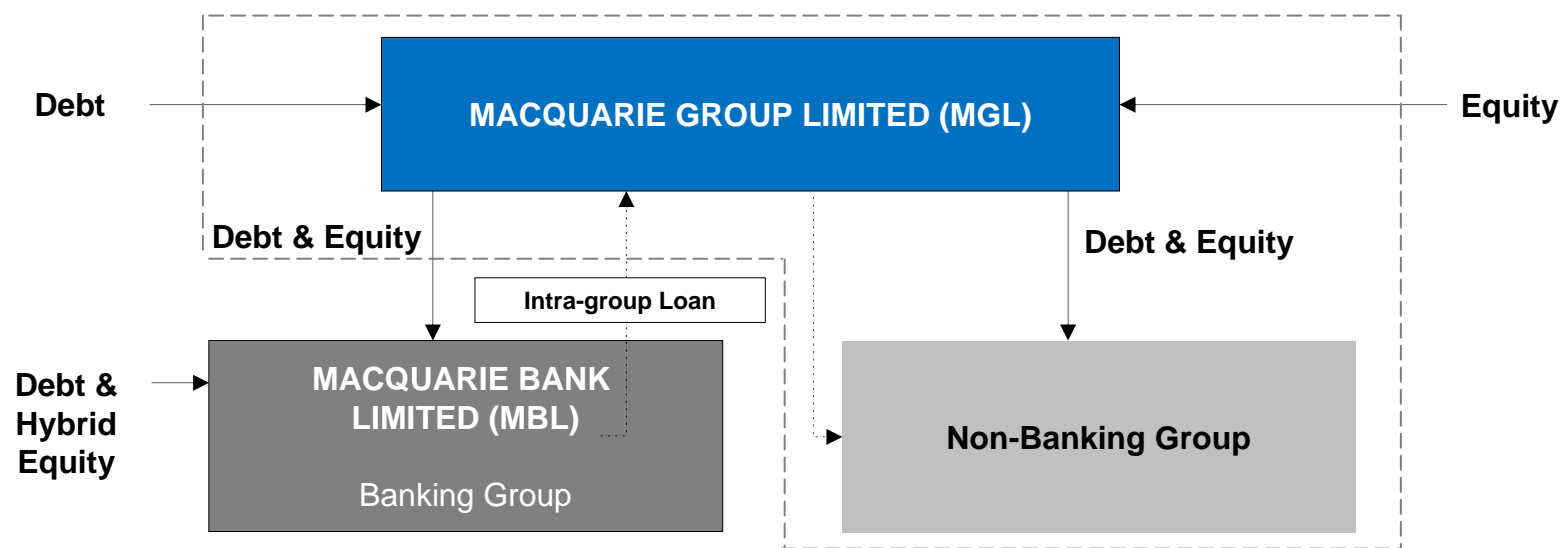 MACQUARIE GROUP LIMITED (MGL)
Debt
Equity
Debt & Equity
Debt & Equity
Intra-group Loan
Debt &
Hybrid
Equity
MACQUARIE BANK
LIMITED (MBL)
Banking Group
Non-Banking Group